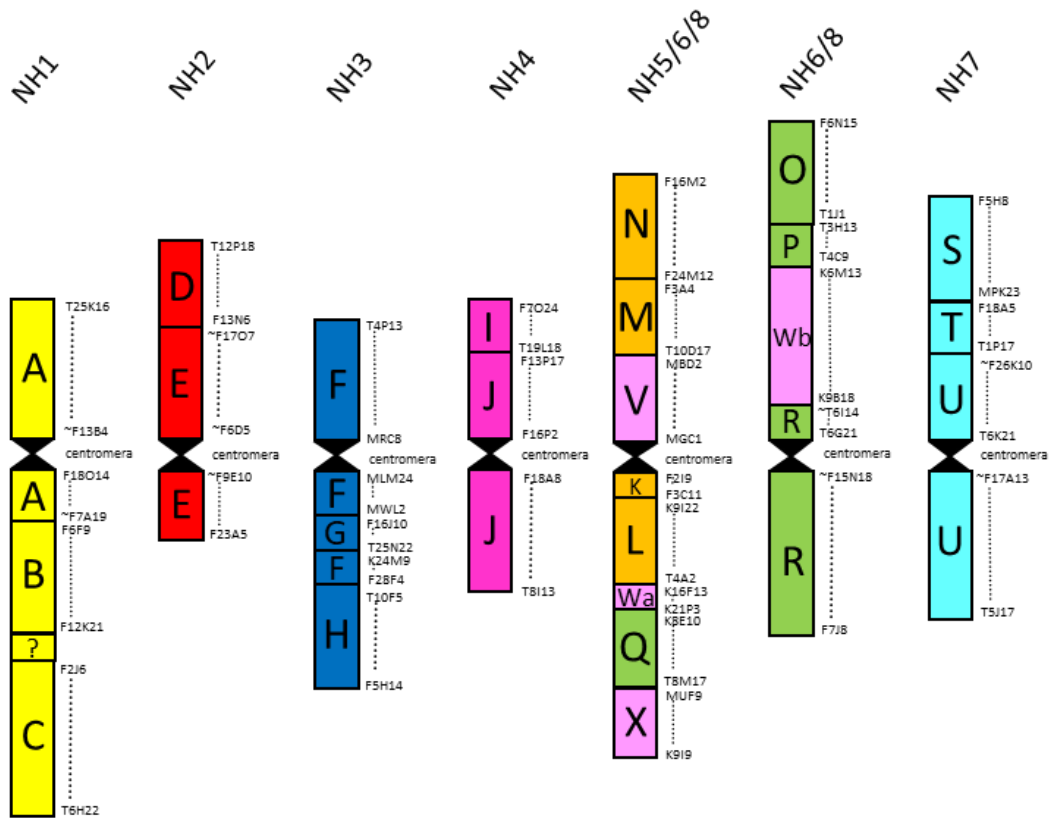 NH1
NH2
NH3
NH4
NH5/6/8
NH6/8
NH7
A
T25K16
~F13B4
centromera
A
F18O14
~F7A19
B
F6F9
F12K21
?
C
F2J6
T6H22
D
T12P18
F13N6
E
~F17O7
~F6D5
centromera
E
~F9E10
F23A5
F
T4P13
MRC8
centromera
F
MLM24
MWL2
G
F16J10
T25N22
F
K24M9
F28F4
H
T10F5
F5H14
I
F7O24
T19L18
J
F13P17
F16P2
centromera
J
F18A8
T8I13
N
F16M2
F24M12
M
F3A4
T10D17
V
MBD2
MGC1
centromera
K
F2I9
F3C11
L
K9I22
T4A2
Wa
K16F13
K21P3
Q
K8E10
T8M17
X
MUF9
K9I9
O
F6N15
T1J1
P
T3H13
T4C9
Wb
K6M13
K9B18
R
~T6I14
T6G21
centromera
R
~F15N18
F7J8
S
F5H8
MPK23
T
F18A5
T1P17
U
~F26K10
T6K21
centromera
U
~F17A13
T5J17